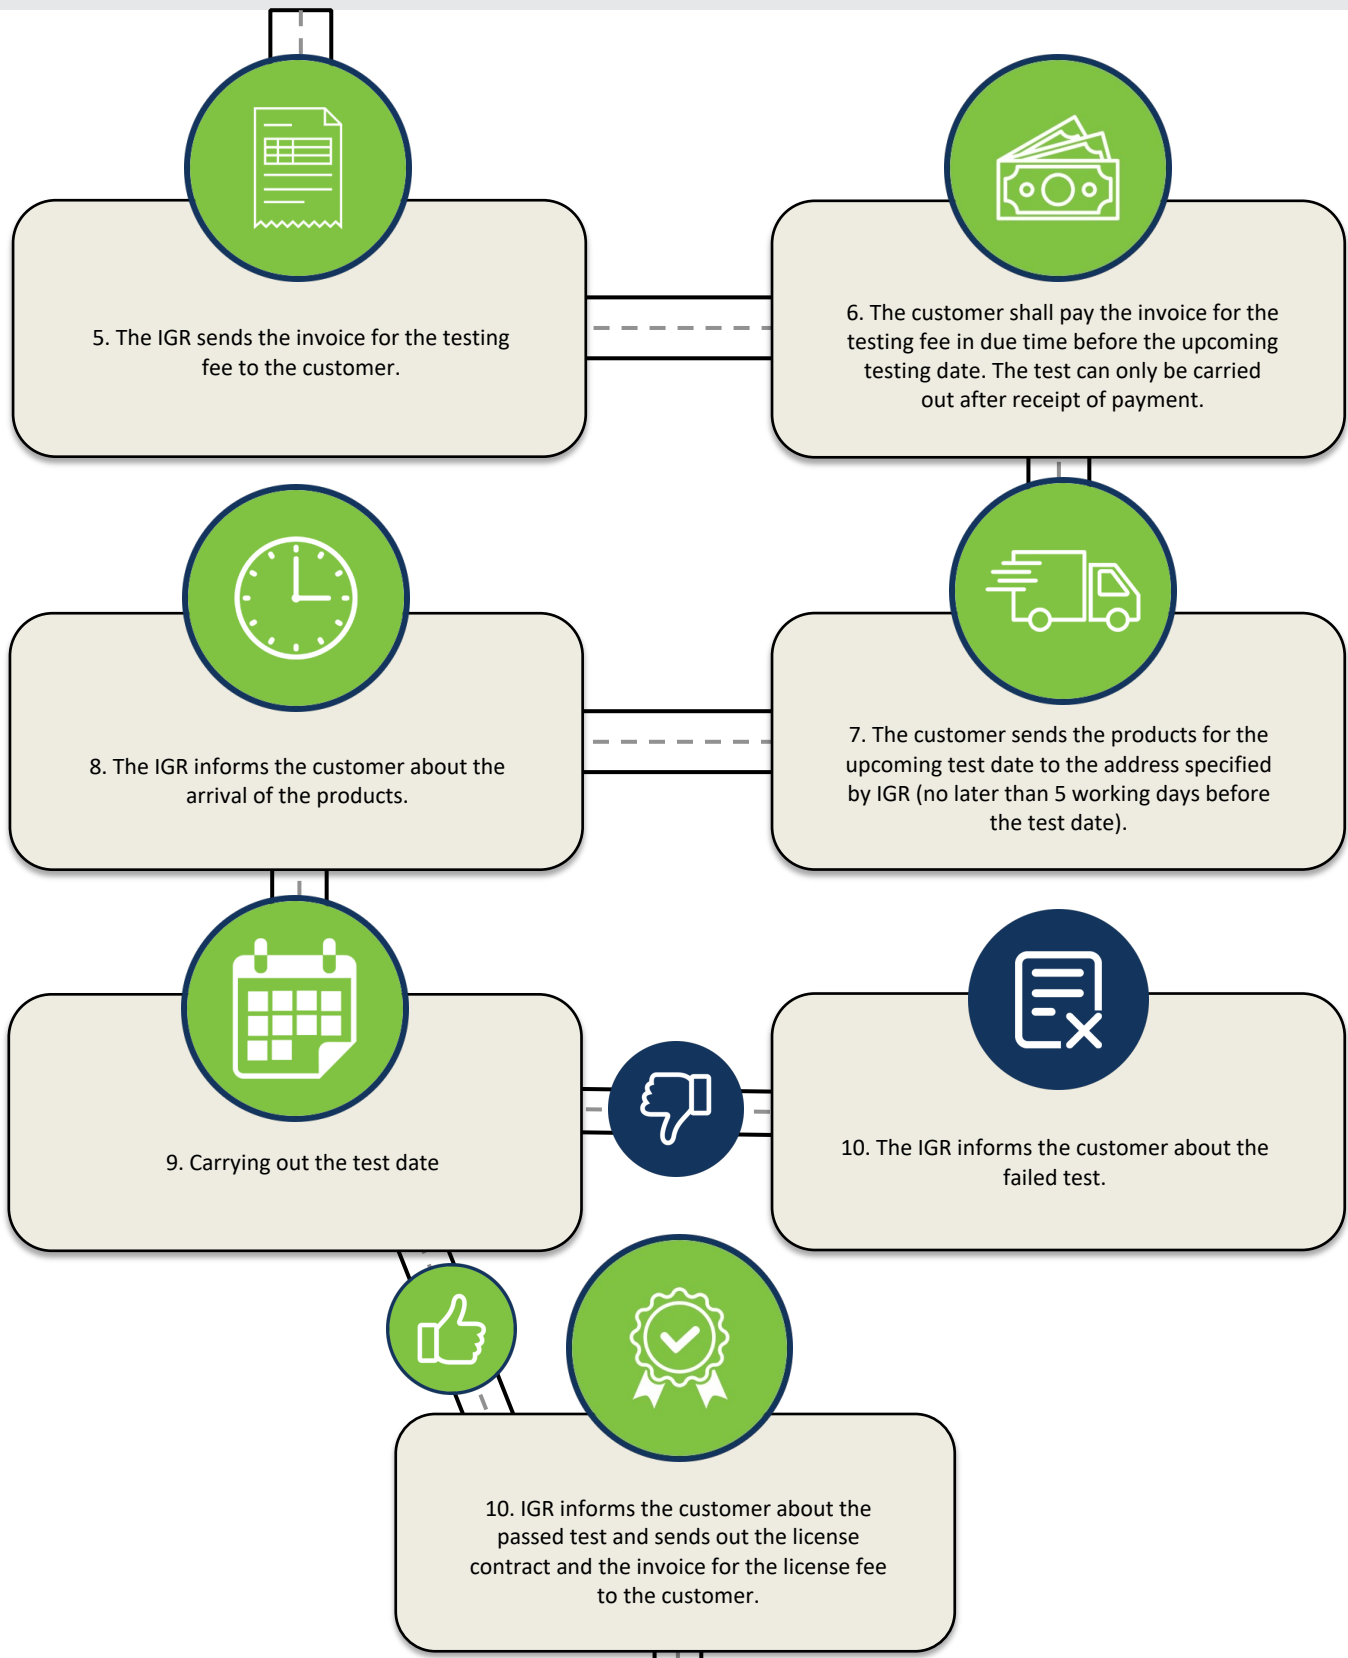 5. The IGR sends the invoice for the testing
fee to the customer.
6. The customer shall pay the invoice for the
testing fee in due time before the upcoming
testing date. The test can only be carried
out after receipt of payment.
7. The customer sends the products for the
upcoming test date to the address specified
by IGR (no later than 5 working days before
the test date).
8. The IGR informs the customer about the
arrival of the products.
9. Carrying out the test date
10. The IGR informs the customer about the
failed test.
10. IGR informs the customer about the
passed test and sends out the license
contract and the invoice for the license fee
to the customer.